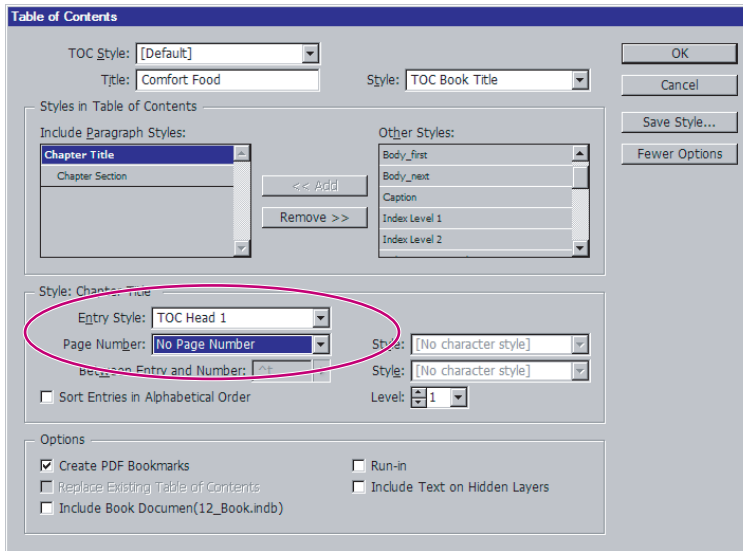 Table of Contents
TOC Style: [Default]
OK
Title: Comfort Food Style: TOC Book Title
Cancel
Styles in Table of Contents
Save Style...
Include Paragraph Styles: Other Styles:
Fewer Options
Chapter Title Body_first
Chapter Section Body_next
<< Add
Caption
Remove >> Index Level 1
Index Level 2
Style: Chapter Title
Entry Style: TOC Head 1
Page Number: No Page Number Style: [No character style]
Between Entry and Number: ^t Style: [No character style]
Sort Entries in Alphabetical Order Level: 1
Options
Create PDF Bookmarks Run-in
Replace Existing Table of Contents Include Text on Hidden Layers
Include Book Documen(12_Book.indb)